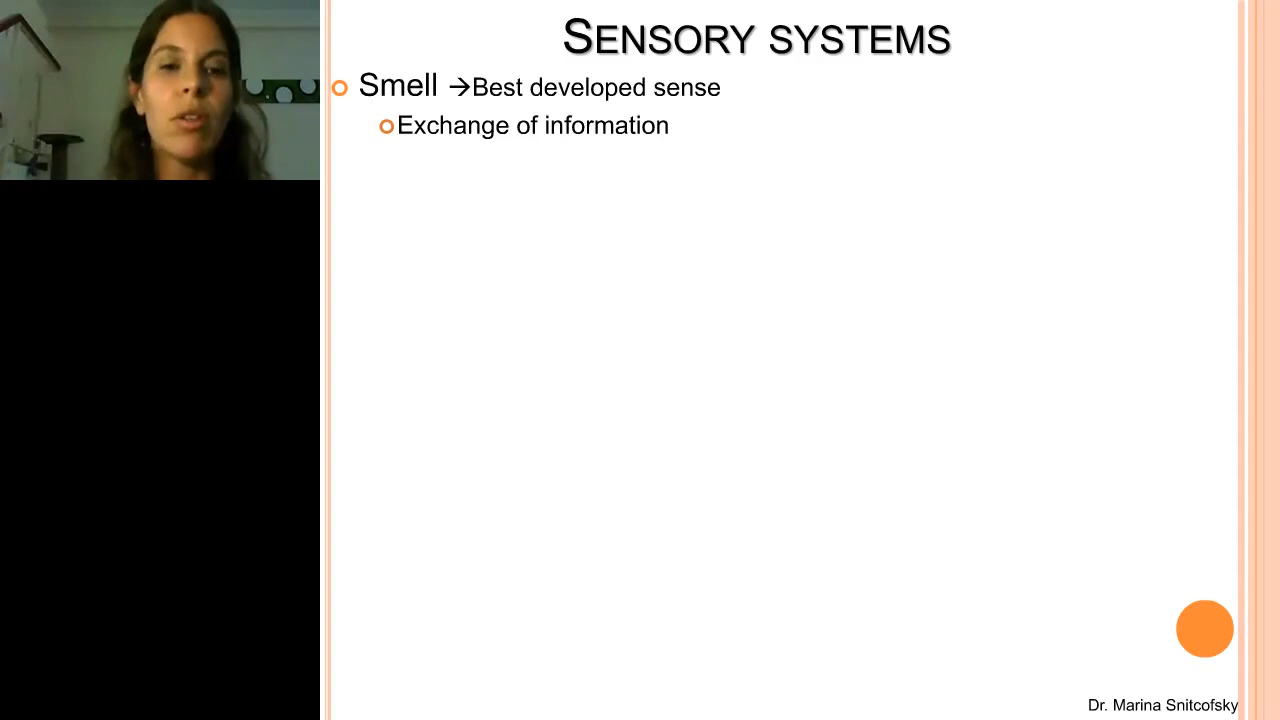 SENSORY SYSTEMS
Smell →Best developed sense
Exchange of information
Dr. Marina Snitcofsky